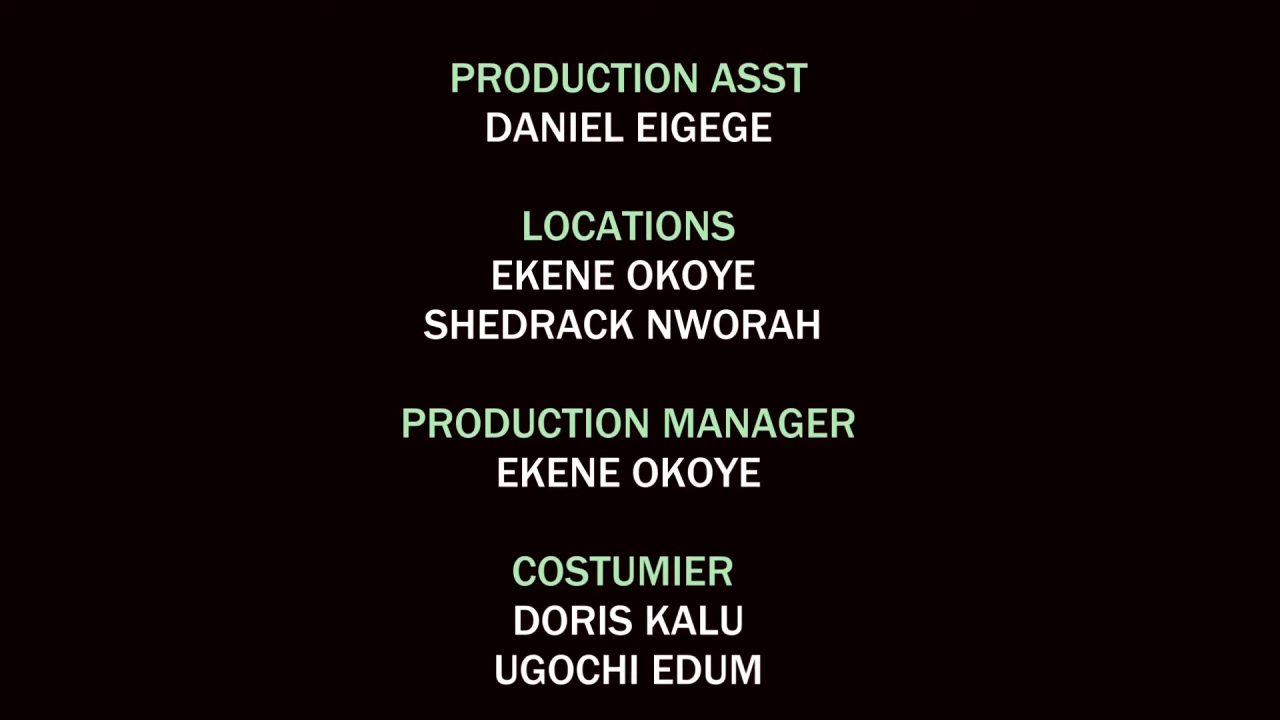 PRODUCTION ASST
DANIEL EIGEGE
LOCATIONS
EKENE OKOYE
SHEDRACK NWORAH
PRODUCTION MANAGER
EKENE OKOYE
COSTUMIER
DORIS KALU
UGOCHI EDUM